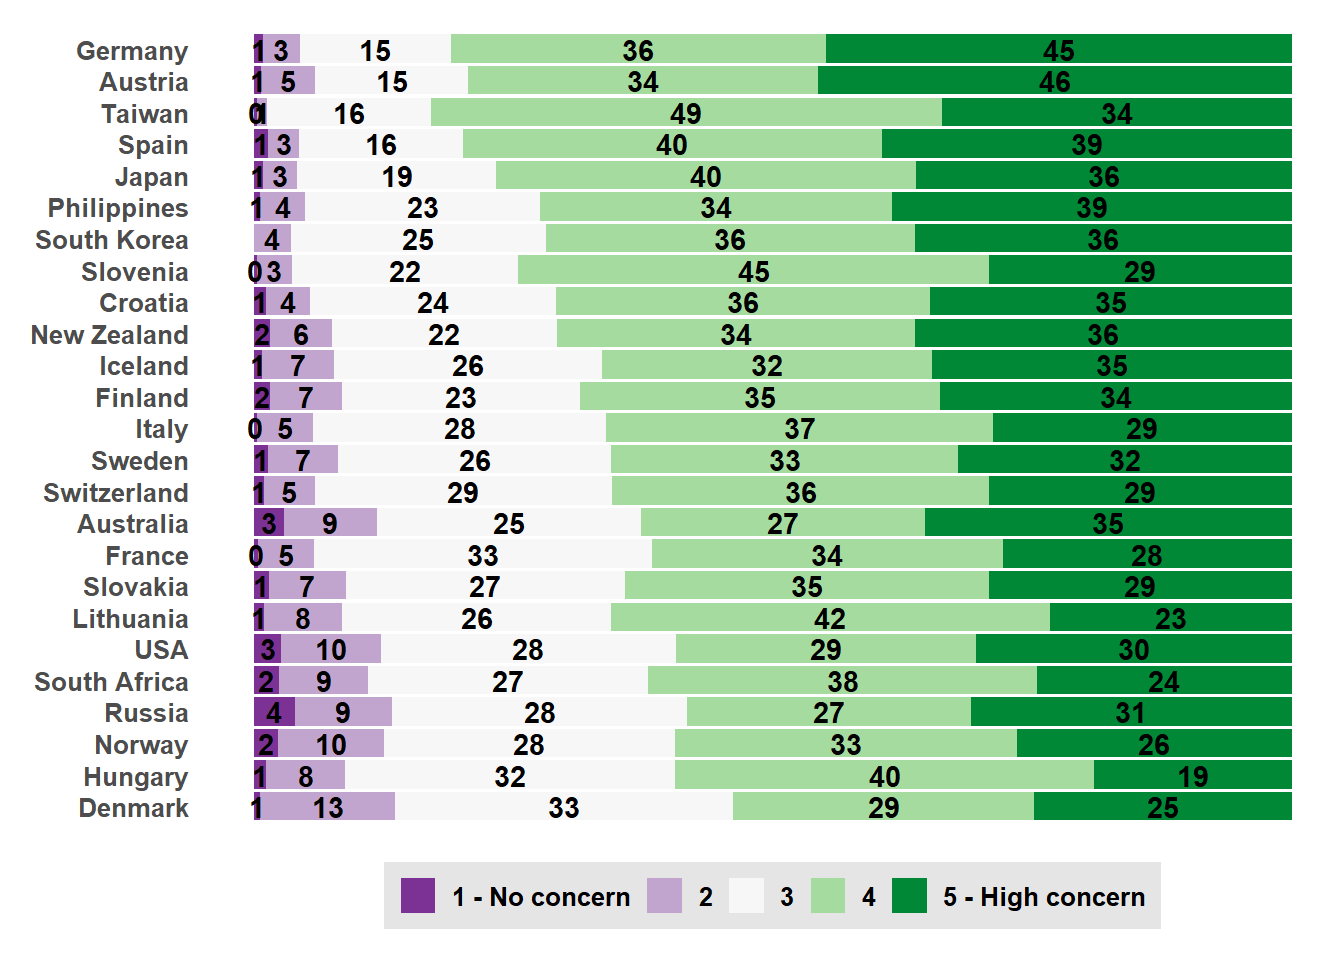 Germany 1 3 15 36 45
Austria 1 5 15 34 46
Taiwan 0 1 16 49 34
Spain 1 3 16 40 39
Japan 1 3 19 40 36
Philippines 1 4 23 34 39
South Korea 4 25 36 36
Slovenia 0 3 22 45 29
Croatia 1 4 24 36 35
New Zealand 2 6 22 34 36
Iceland 1 7 26 32 35
Finland 2 7 23 35 34
Italy 0 5 28 37 29
Sweden 1 7 26 33 32
Switzerland 1 5 29 36 29
Australia 3 9 25 27 35
France 0 5 33 34 28
Slovakia 1 7 27 35 29
Lithuania 1 8 26 42 23
USA 3 10 28 29 30
South Africa 2 9 27 38 24
Russia 4 9 28 27 31
Norway 2 10 28 33 26
Hungary 1 8 32 40 19
Denmark 1 13 33 29 25
1 - No concern 2 3 4 5 - High concern